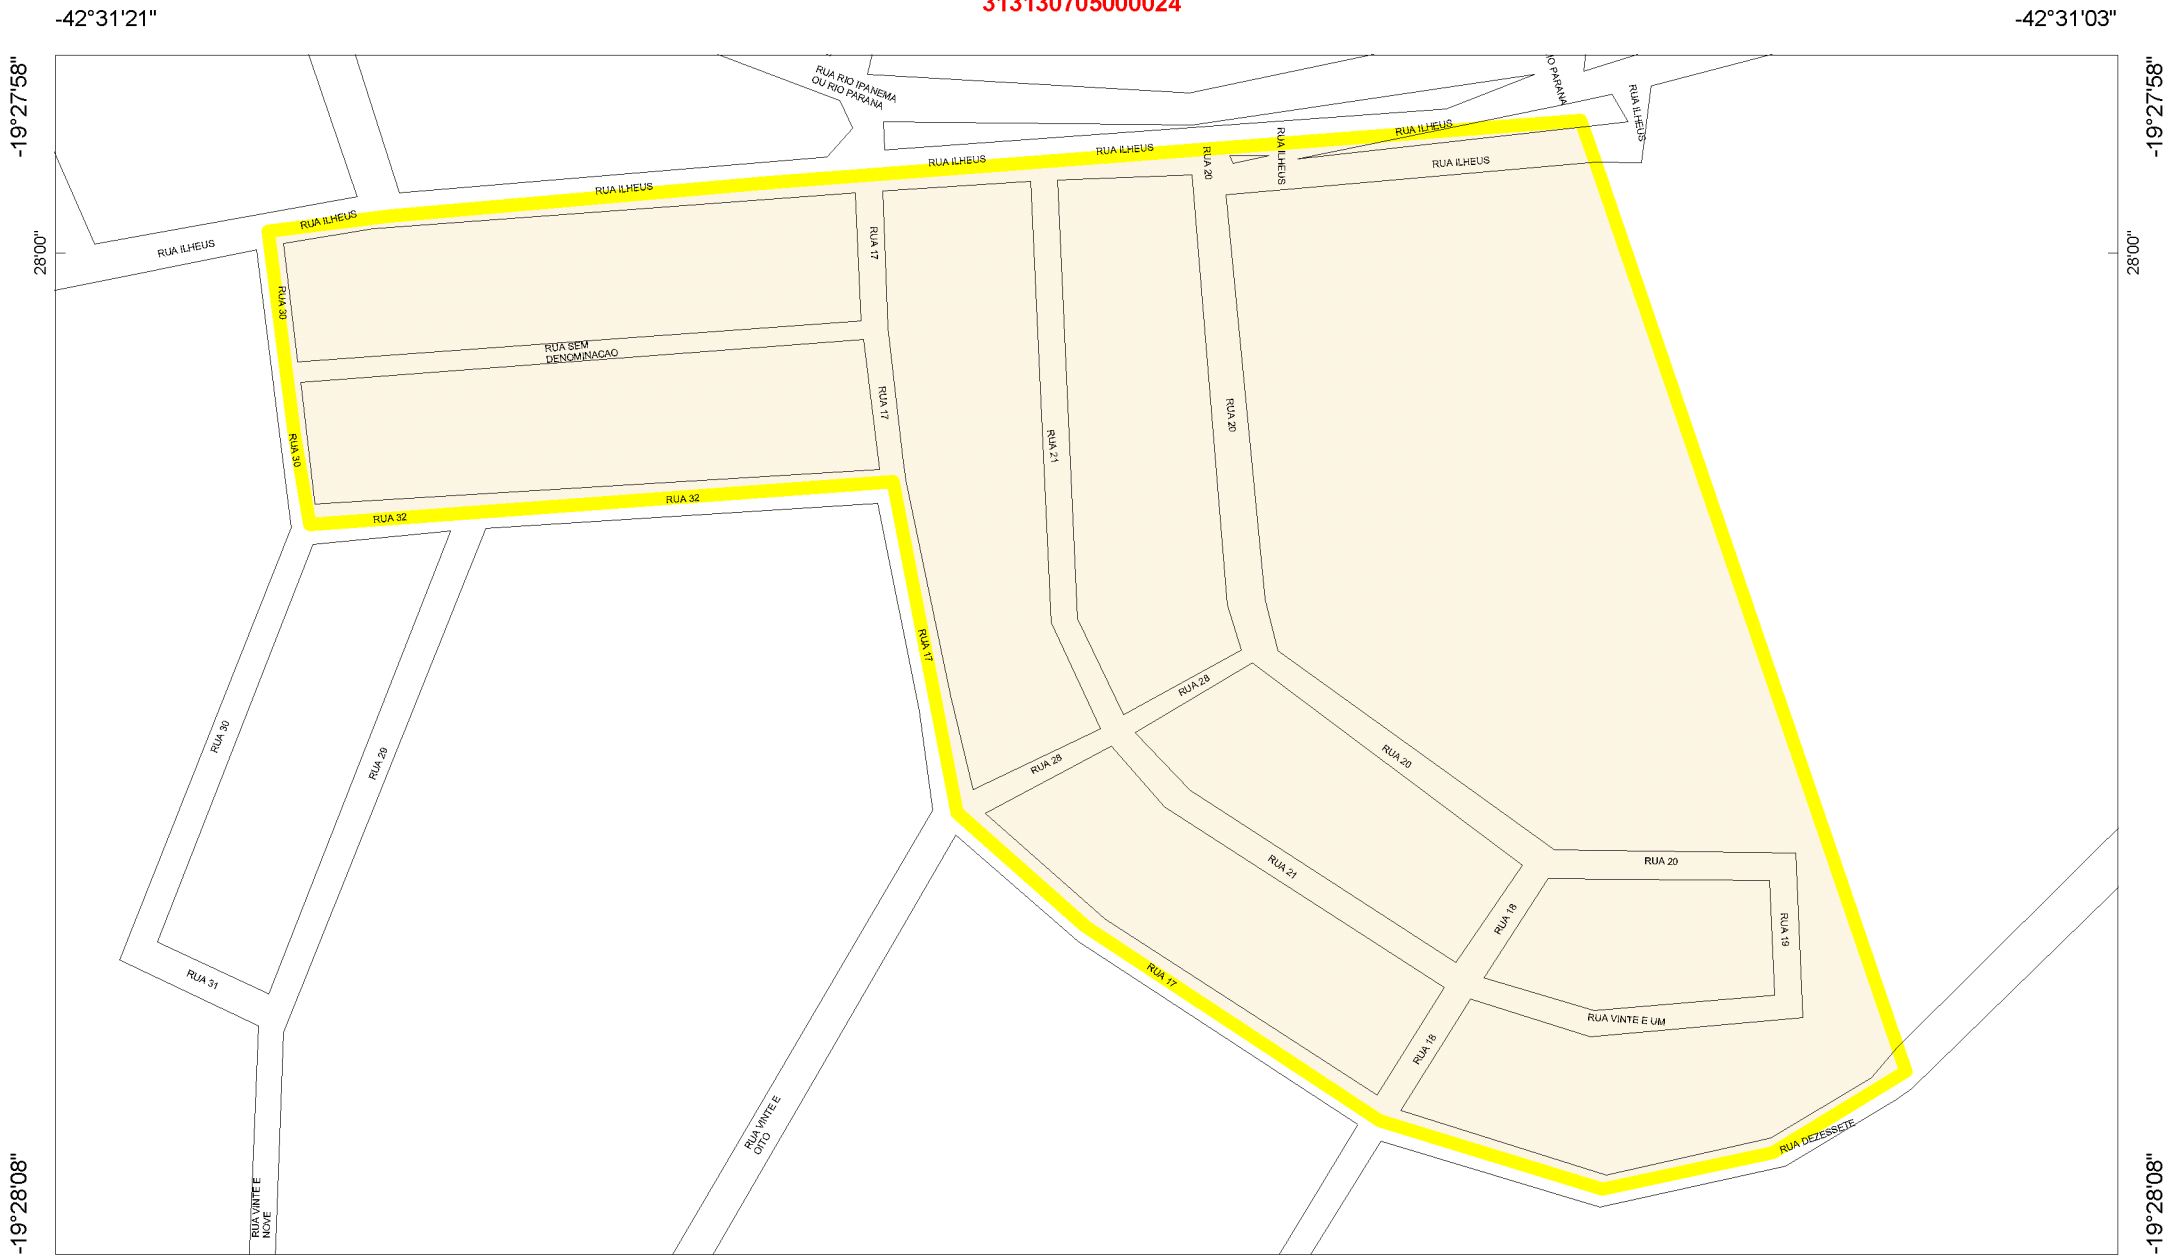 313130705000024
-42°31'21"
-42°31'03"
-19°27'58"
-19°27'58"
RUA RIO IPANEMA
OU RIO PARANA
IO PARANA
RUA ILHEUS
RUA ILHEUS
RUA ILHEUS
RUA ILHEUS
RUA ILHEUS
RUA ILHEUS
RUA ILHEUS
RUA 20
RUA ILHEUS
RUA ILHEUS
RUA ILHEUS
28'00"
28'00"
RUA 17
RUA 30
RUA SEM
DENOMINACAO
RUA 17
RUA 20
RUA 21
RUA 30
RUA 32
RUA 32
RUA 17
RUA 28
RUA 28
RUA 30
RUA 29
RUA 20
RUA 21
RUA 20
RUA 18
RUA 19
RUA 31
RUA 17
RUA VINTE E UM
RUA 18
RUA VINTE E
OITO
RUA DEZESSETE
RUA VINTE E
NOVE
-19°28'08"
-19°28'08"